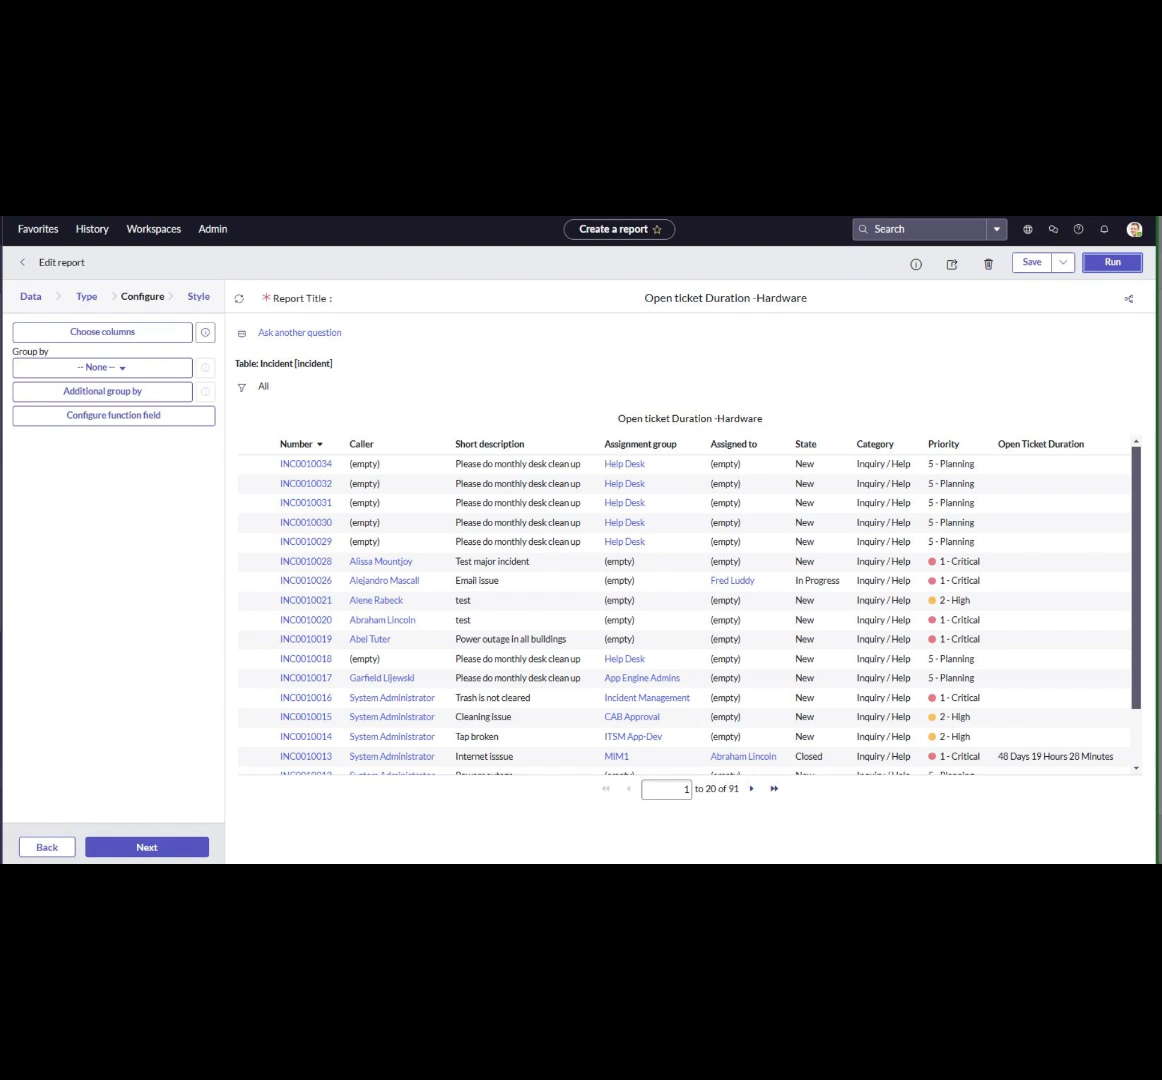 Favorites History Workspaces Admin Create a report Search
Edit report Save Run
Data Type Configure Style * Report Title : Open ticket Duration -Hardware
Choose columns Ask another question
Group by
-- None -- Table: Incident [incident]
Additional group by All
Configure function field Open ticket Duration -Hardware
Number Caller Short description Assignment group Assigned to State Category Priority Open Ticket Duration
INC0010034 (empty) Please do monthly desk clean up Help Desk (empty) New Inquiry / Help 5 - Planning
INC0010032 (empty) Please do monthly desk clean up Help Desk (empty) New Inquiry / Help 5 - Planning
INC0010031 (empty) Please do monthly desk clean up Help Desk (empty) New Inquiry / Help 5 - Planning
INC0010030 (empty) Please do monthly desk clean up Help Desk (empty) New Inquiry / Help 5 - Planning
INC0010029 (empty) Please do monthly desk clean up Help Desk (empty) New Inquiry / Help 5 - Planning
INC0010028 Alissa Mountjoy Test major incident (empty) (empty) New Inquiry / Help 1 - Critical
INC0010026 Alejandro Mascall Email issue (empty) Fred Luddy In Progress Inquiry / Help 1 - Critical
INC0010021 Alene Rabeck test (empty) (empty) New Inquiry / Help 2 - High
INC0010020 Abraham Lincoln test (empty) (empty) New Inquiry / Help 1 - Critical
INC0010019 Abel Tuter Power outage in all buildings (empty) (empty) New Inquiry / Help 1 - Critical
INC0010018 (empty) Please do monthly desk clean up Help Desk (empty) New Inquiry / Help 5 - Planning
INC0010017 Garfield Lijewski Please do monthly desk clean up App Engine Admins (empty) New Inquiry / Help 5 - Planning
INC0010016 System Administrator Trash is not cleared Incident Management (empty) New Inquiry / Help 1 - Critical
INC0010015 System Administrator Cleaning issue CAB Approval (empty) New Inquiry / Help 2 - High
INC0010014 System Administrator Tap broken ITSM App-Dev (empty) New Inquiry / Help 2 - High
INC0010013 System Administrator Internet isssue MIM1 Abraham Lincoln Closed Inquiry / Help 1 - Critical 48 Days 19 Hours 28 Minutes
1 to 20 of 91
Back Next